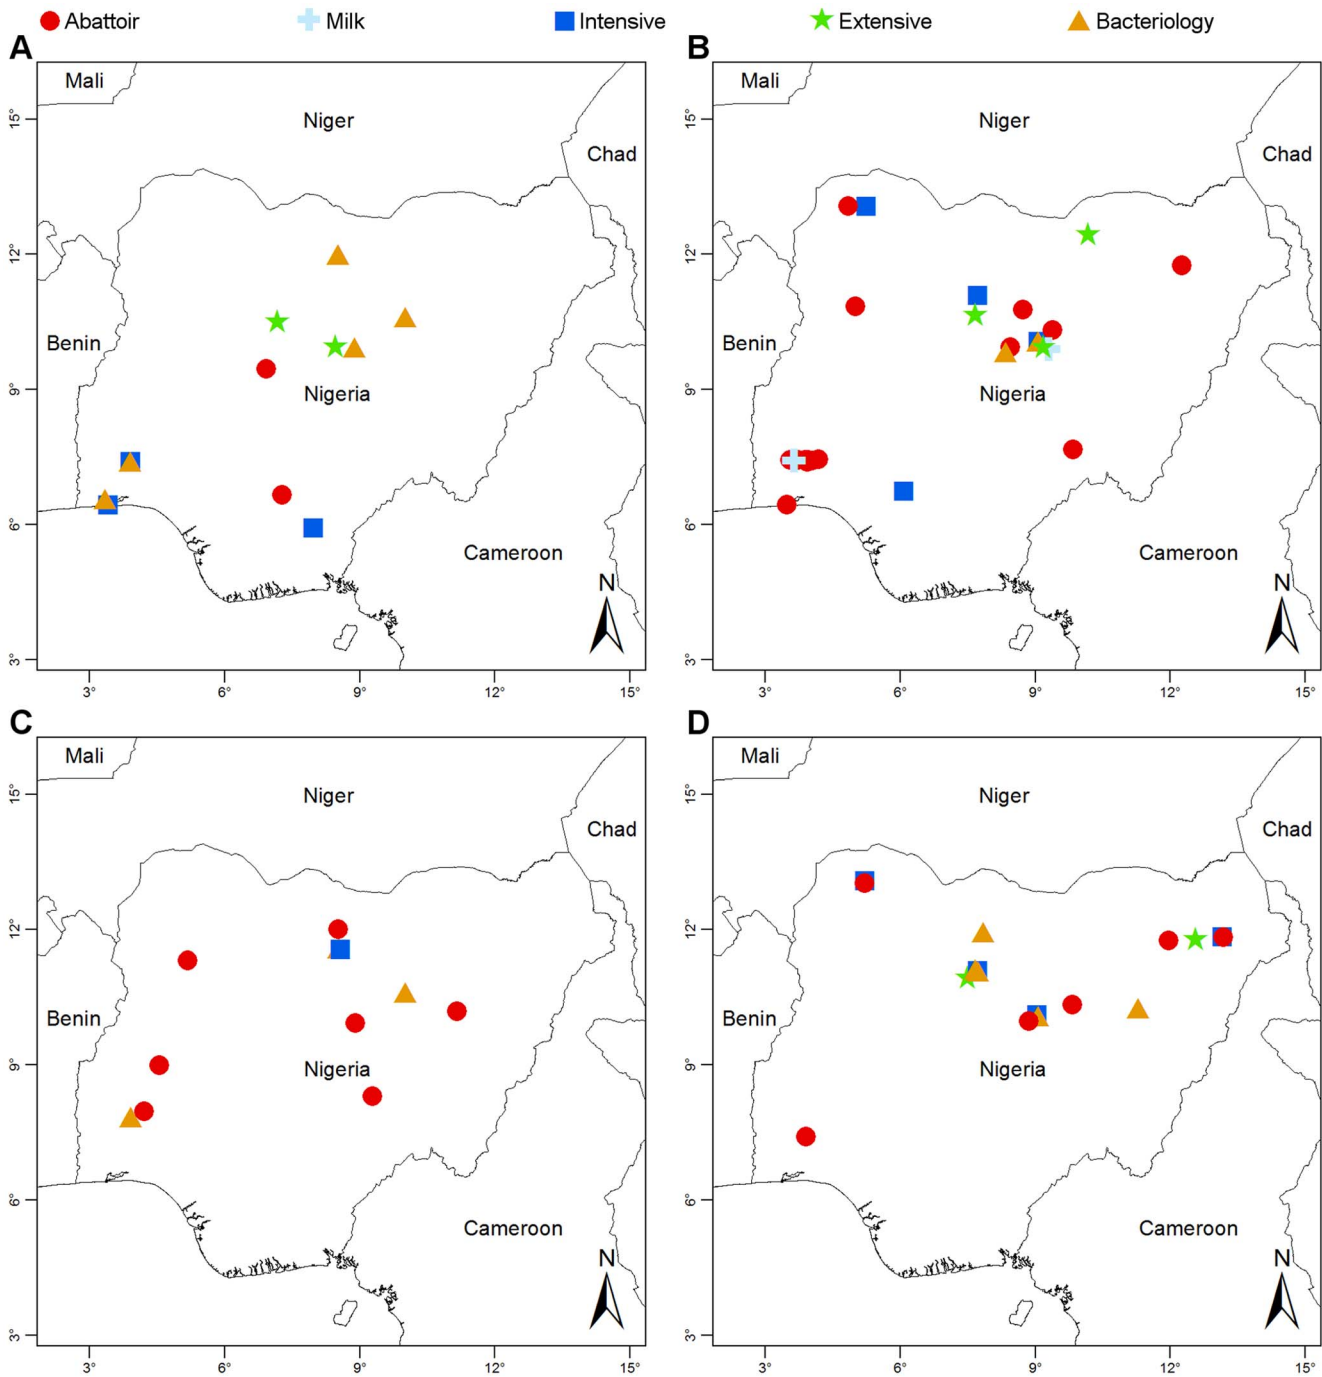 Abattoir Milk Intensive Extensive Bacteriology
A B
Mali Mali
Niger Niger
15° 15°
Chad Chad
12° 12°
Benin Benin
9° Nigeria 9° Nigeria
6° 6°
Cameroon Cameroon
N N
3° 3°
3° 6° 9° 12° 15° 3° 6° 9° 12° 15°
C D
Mali Mali
Niger Niger
15° 15°
Chad Chad
12° 12°
Benin Benin
9° Nigeria 9° Nigeria
6° 6°
Cameroon Cameroon
N N
3° 3°
3° 6° 9° 12° 15° 3° 6° 9° 12° 15°